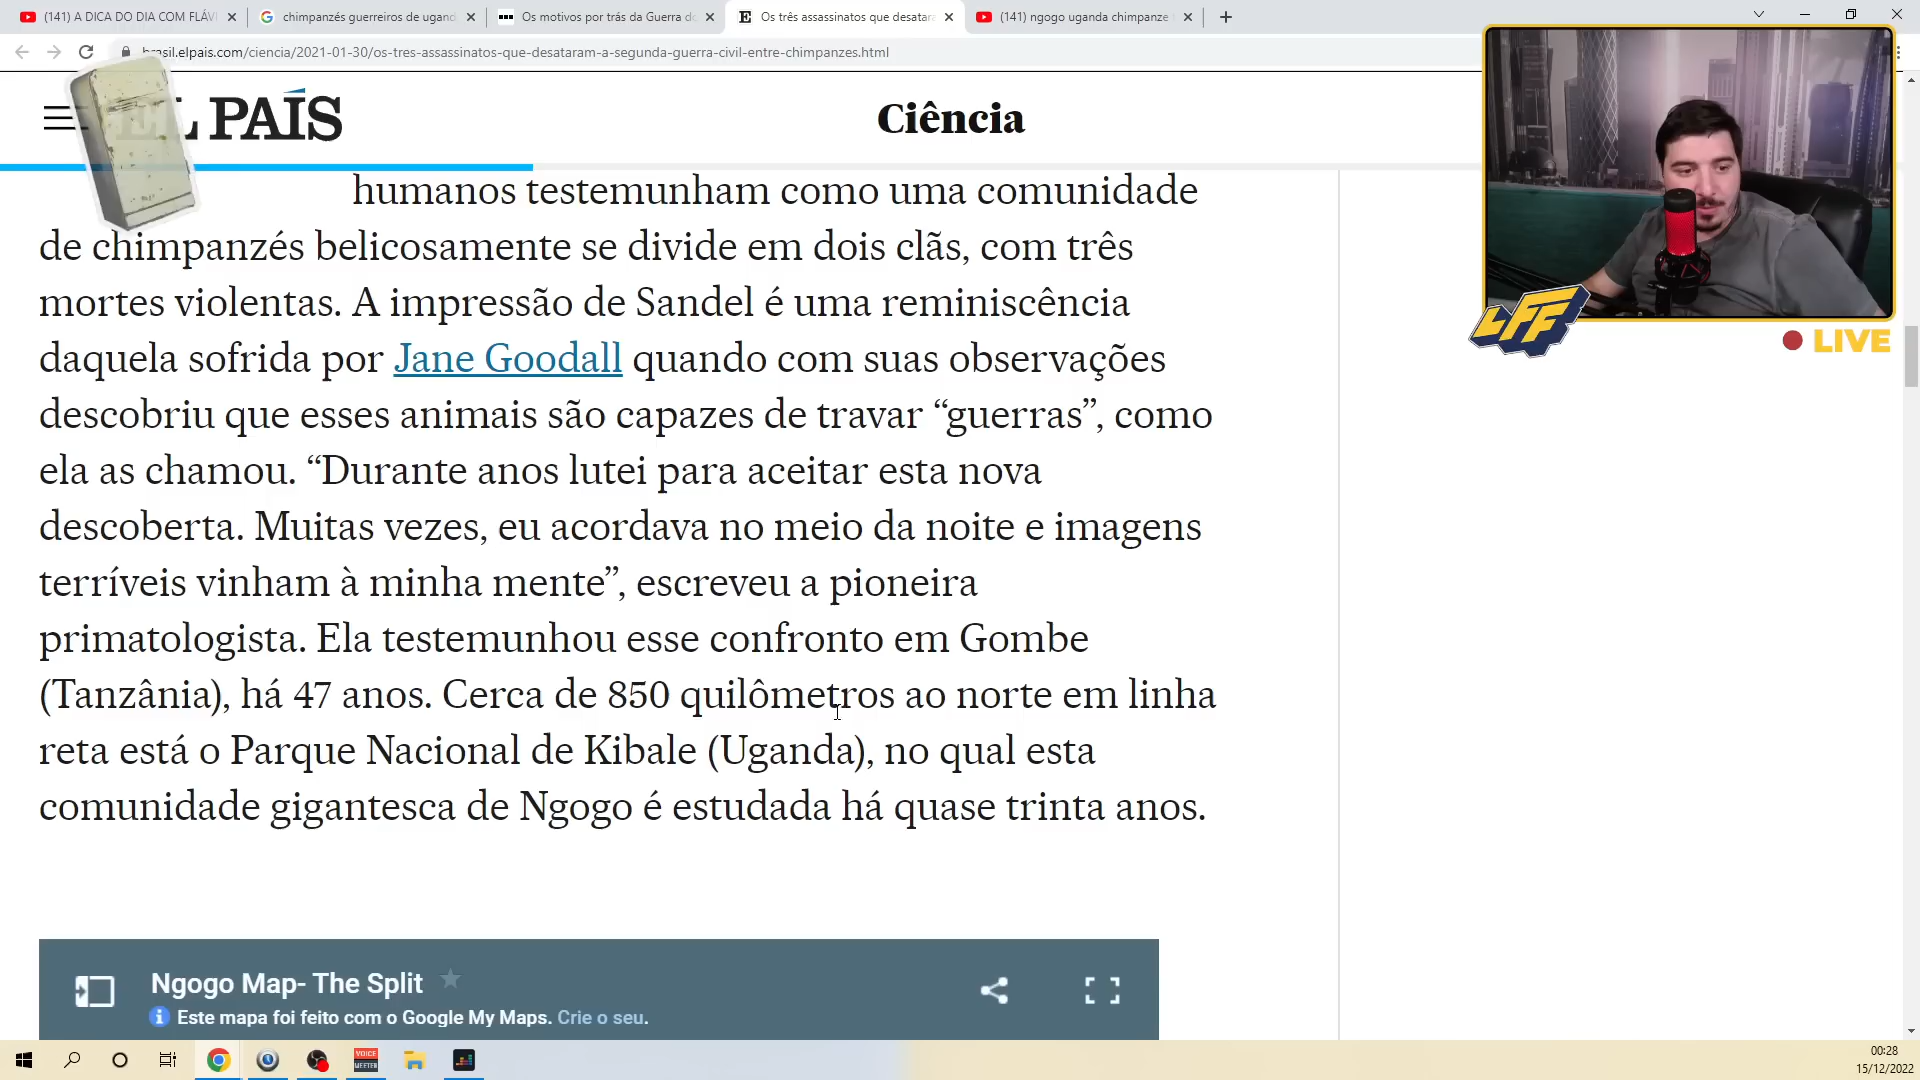 (141) A DICA DO DIA COM FLÁV
chimpanzés guerreiros de ugand
Os motivos por trás da Guerra d
Os três assassinatos que desatara
(141) ngogo uganda chimpanze
brasil.elpais.com/ciencia/2021-01-30/os-tres-assassinatos-que-desataram-a-segunda-guerra-civil-entre-chimpanzes.html
EL PAÍS
Ciência
humanos testemunham como uma comunidade
de chimpanzés belicosamente se divide em dois clãs, com três
mortes violentas. A impressão de Sandel é uma reminiscência
daquela sofrida por Jane Goodall quando com suas observações
descobriu que esses animais são capazes de travar “guerras”, como
ela as chamou. “Durante anos lutei para aceitar esta nova
descoberta. Muitas vezes, eu acordava no meio da noite e imagens
terríveis vinham à minha mente”, escreveu a pioneira
primatologista. Ela testemunhou esse confronto em Gombe
(Tanzânia), há 47 anos. Cerca de 850 quilômetros ao norte em linha
reta está o Parque Nacional de Kibale (Uganda), no qual esta
comunidade gigantesca de Ngogo é estudada há quase trinta anos.
LFF
LIVE
Ngogo Map- The Split
Este mapa foi feito com o Google My Maps. Crie o seu.
VOICE
MEETER
00:28
15/12/2022